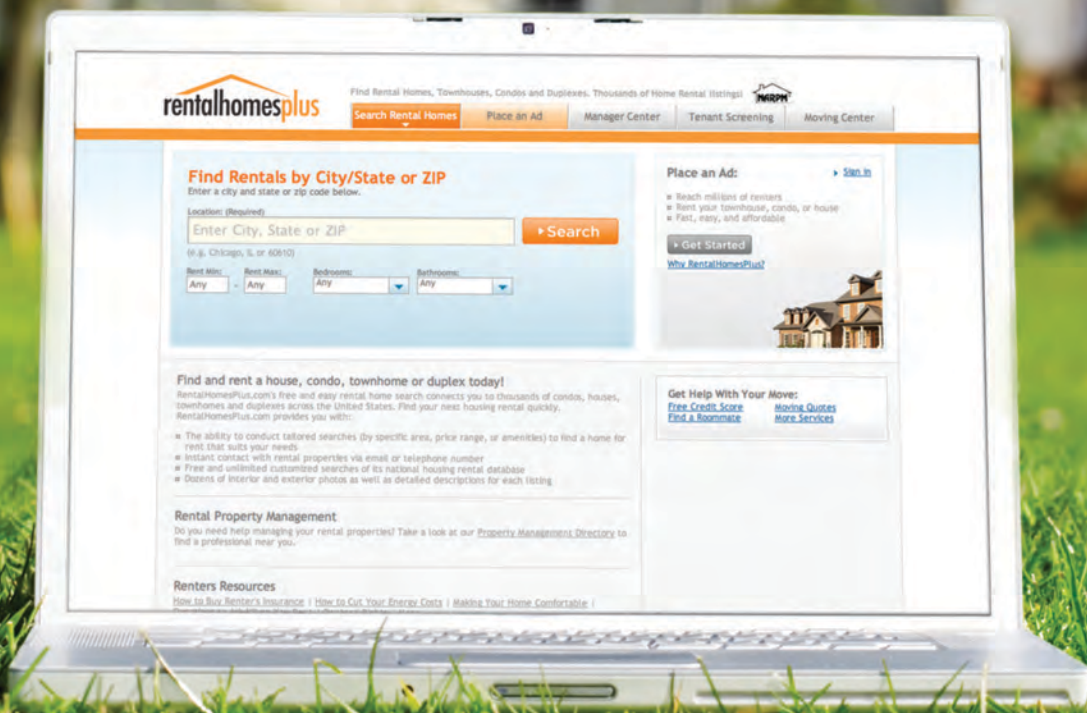 rentalhomesplus
Find Rental Homes, Townhouses, Condos and Duplexes. Thousands of Home Rental listings!
NARPM
Search Rental Homes
Place an Ad
Manager Center
Tenant Screening
Moving Center
Find Rentals by City/State or ZIP
Enter a city and state or zip code below.
Location: (Required)
Enter City, State or ZIP
Search
(e.g. Chicago, IL or 60610)
Rent Min: Rent Max: Bedrooms: Bathrooms:
Any - Any Any Any
Place an Ad:
Sign in
Reach millions of renters
Rent your townhouse, condo, or house
Fast, easy, and affordable
Get Started
Why RentalHomesPlus?
Find and rent a house, condo, townhome or duplex today!
RentalHomesPlus.com's free and easy rental home search connects you to thousands of condos, houses,
townhomes and duplexes across the United States. Find your next housing rental quickly.
RentalHomesPlus.com provides you with:
The ability to conduct tailored searches (by specific area, price range, or amenities) to find a home for
rent that suits your needs
Instant contact with rental properties via email or telephone number
Free and unlimited customized searches of its national housing rental database
Dozens of interior and exterior photos as well as detailed descriptions for each listing
Get Help With Your Move:
Free Credit Score Moving Quotes
Find a Roommate More Services
Rental Property Management
Do you need help managing your rental properties? Take a look at our Property Management Directory to
find a professional near you.
Renters Resources
How to Buy Renter's Insurance | How to Cut Your Energy Costs | Making Your Home Comfortable |